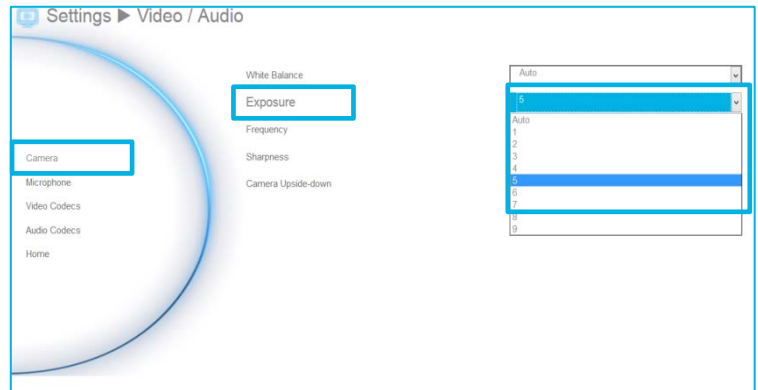 Settings ▶ Video / Audio
Camera
Microphone
Video Codecs
Audio Codecs
Home
White Balance
Exposure
Frequency
Sharpness
Camera Upside-down
Auto
5
Auto
1
2
3
4
5
6
7
8
9